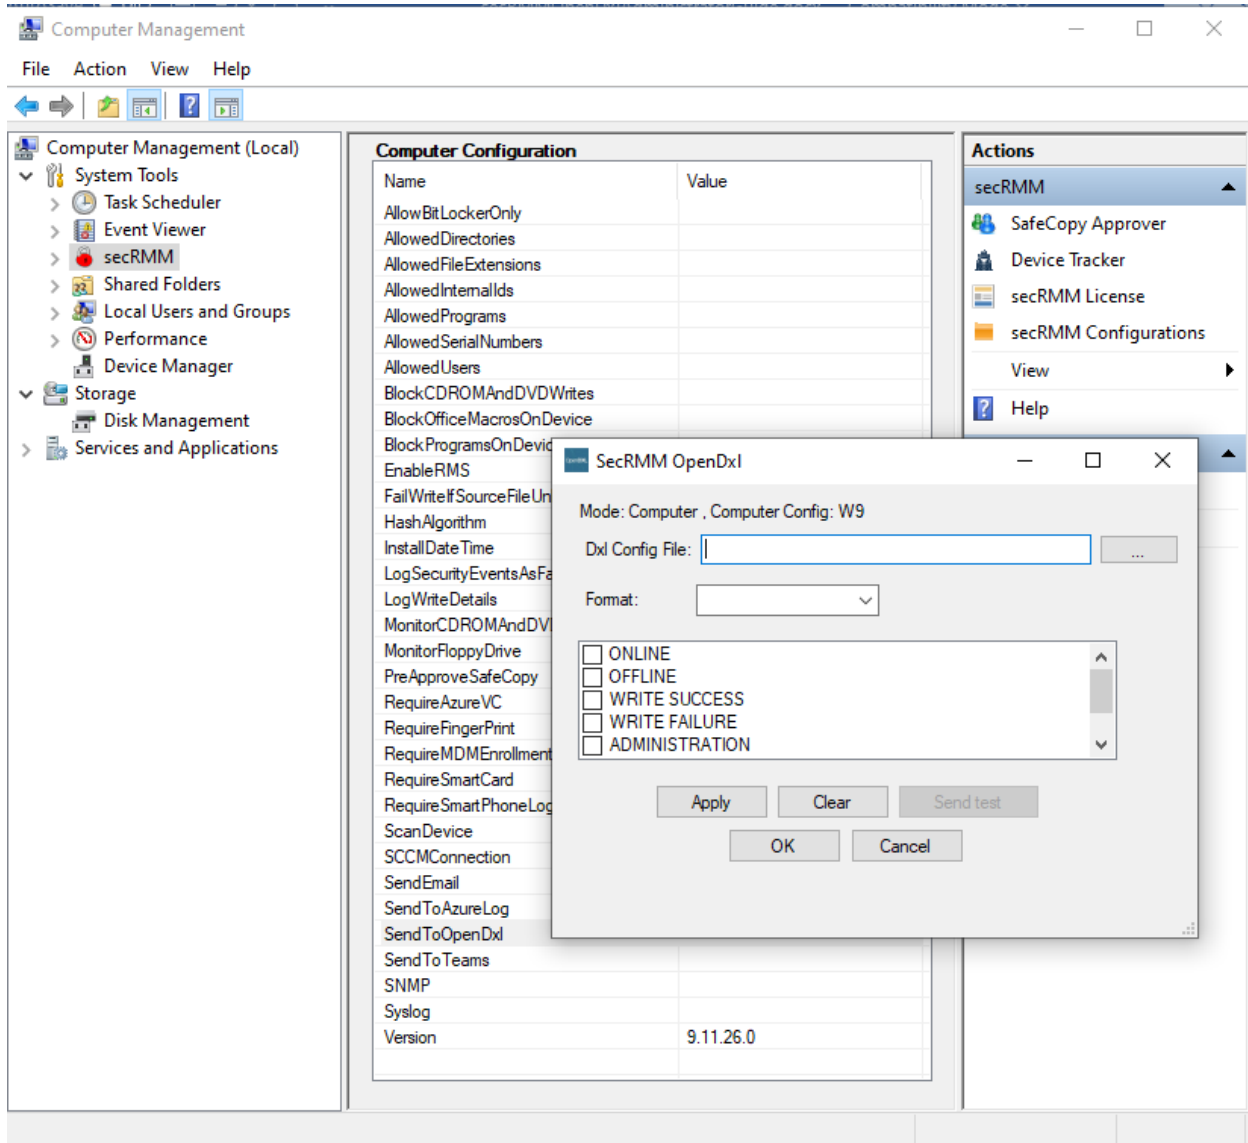 Computer Management
File Action View Help
Computer Management (Local)
System Tools
Task Scheduler
Event Viewer
secRMM
Shared Folders
Local Users and Groups
Performance
Device Manager
Storage
Disk Management
Services and Applications
Computer Configuration
Name Value
AllowBitLockerOnly
AllowedDirectories
AllowedFileExtensions
AllowedInternalIds
AllowedPrograms
AllowedSerialNumbers
AllowedUsers
BlockCDROMAndDVDWrites
BlockOfficeMacrosOnDevice
BlockProgramsOnDevic
EnableRMS
FailWriteIfSourceFileUn
HashAlgorithm
InstallDateTime
LogSecurityEventsAsFa
LogWriteDetails
MonitorCDROMAndDV
MonitorFloppyDrive
PreApproveSafeCopy
RequireAzureVC
RequireFingerPrint
RequireMDMEnrollment
RequireSmartCard
RequireSmartPhoneLog
ScanDevice
SCCMConnection
SendEmail
SendToAzureLog
SendToOpenDxl
SendToTeams
SNMP
Syslog
Version 9.11.26.0
Actions
secRMM
SafeCopy Approver
Device Tracker
secRMM License
secRMM Configurations
View
Help
SecRMM OpenDxl
Mode: Computer , Computer Config: W9
Dxl Config File: ...
Format:
ONLINE
OFFLINE
WRITE SUCCESS
WRITE FAILURE
ADMINISTRATION
Apply Clear Send test
OK Cancel